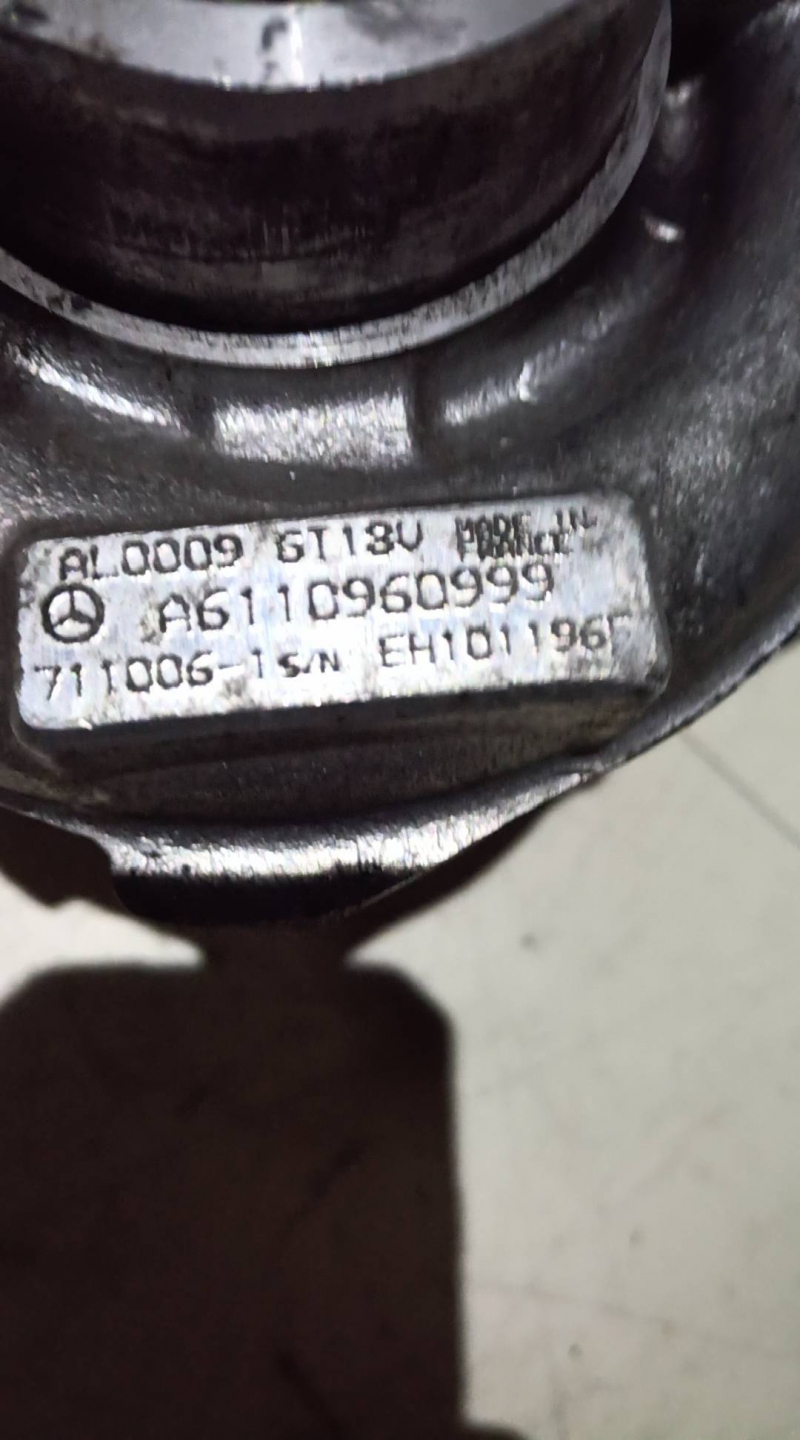 AL0009 GT18V MADE IN FRANCE
A6110960999
711006-1 S/N EH101196F